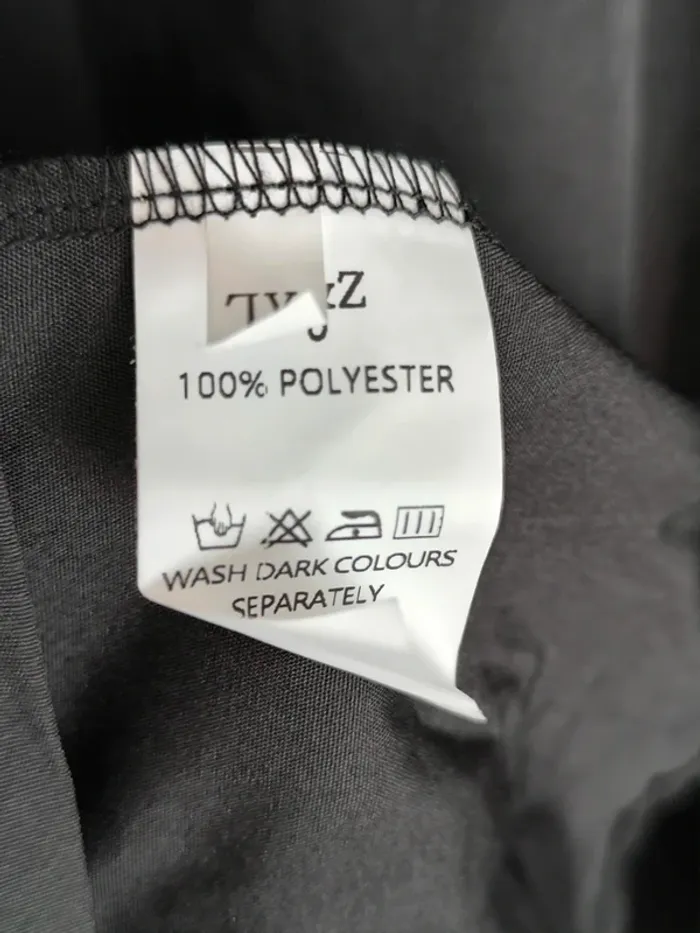 100% POLYESTER
WASH DARK COLOURS
SEPARATELY